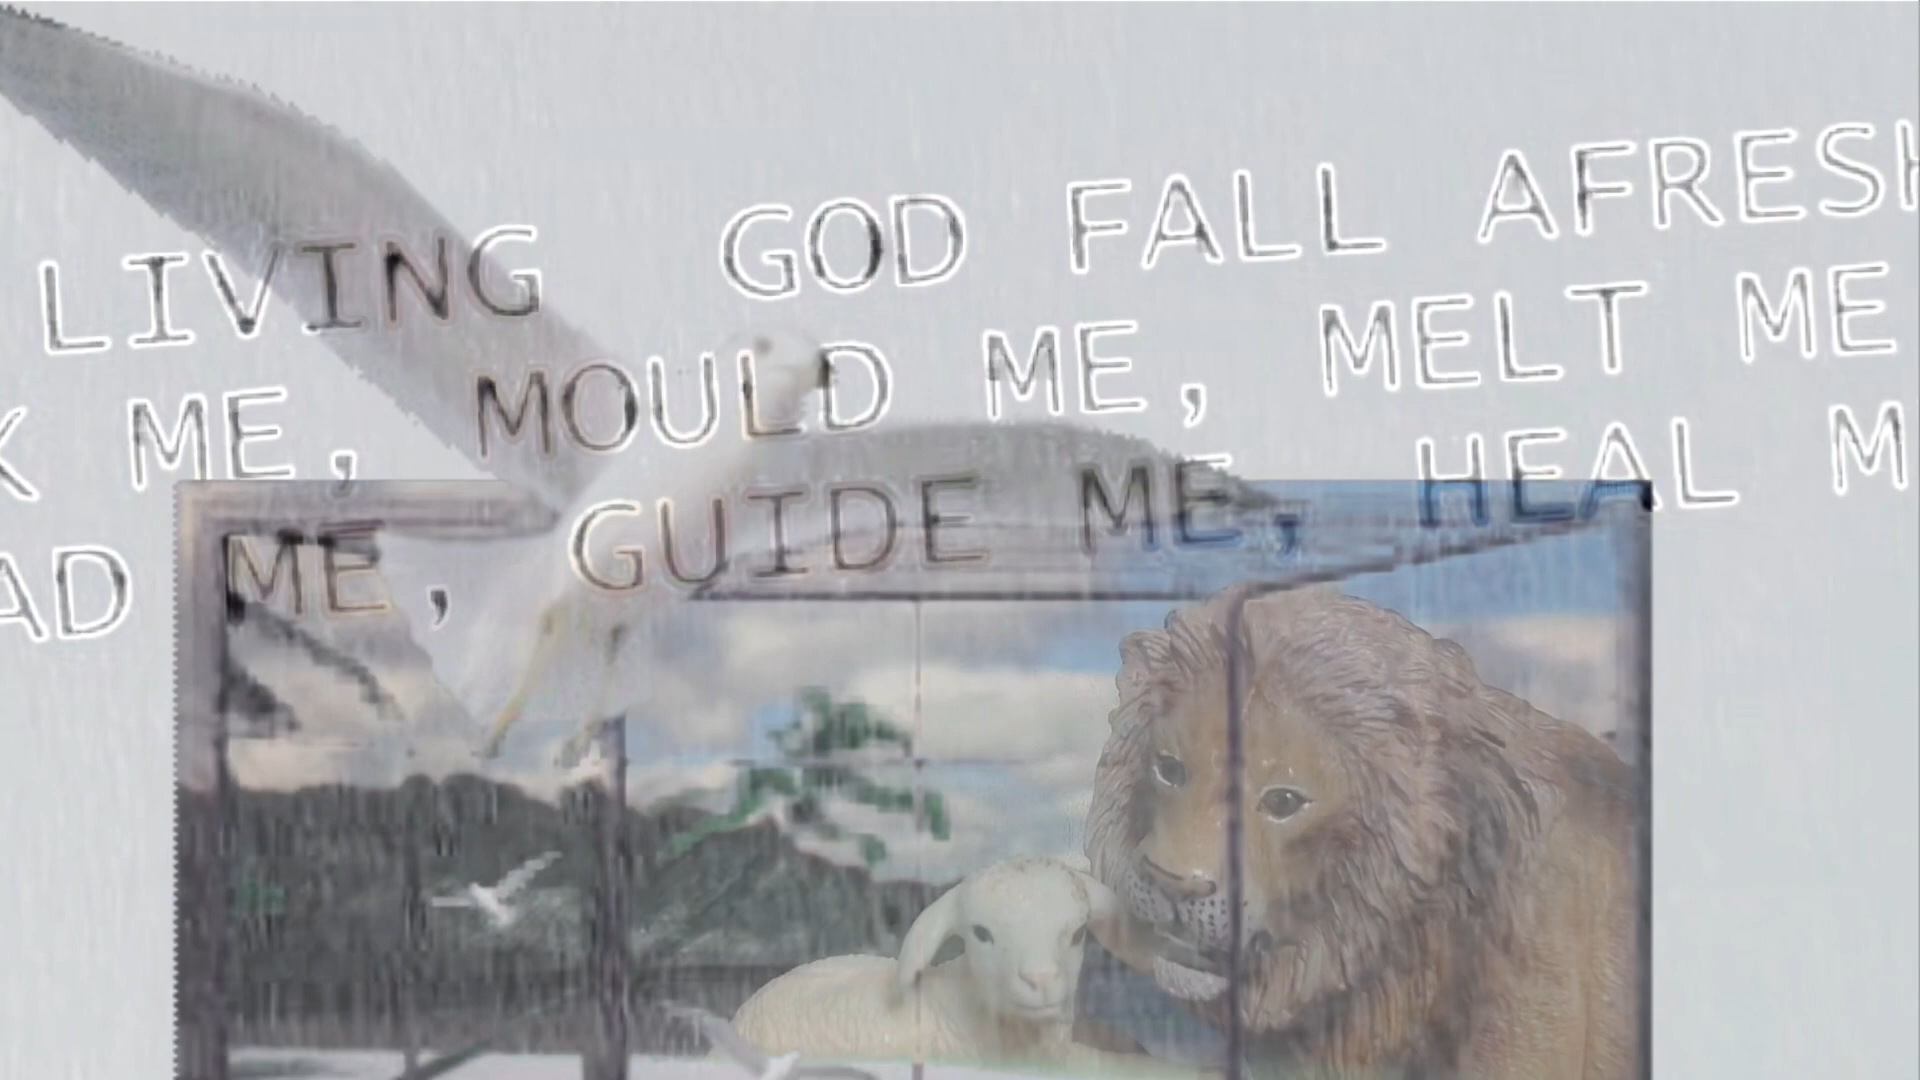 LIVING GOD FALL AFRESH
K ME, MOULD ME, MELT ME
AD ME, GUIDE ME, HEAL M